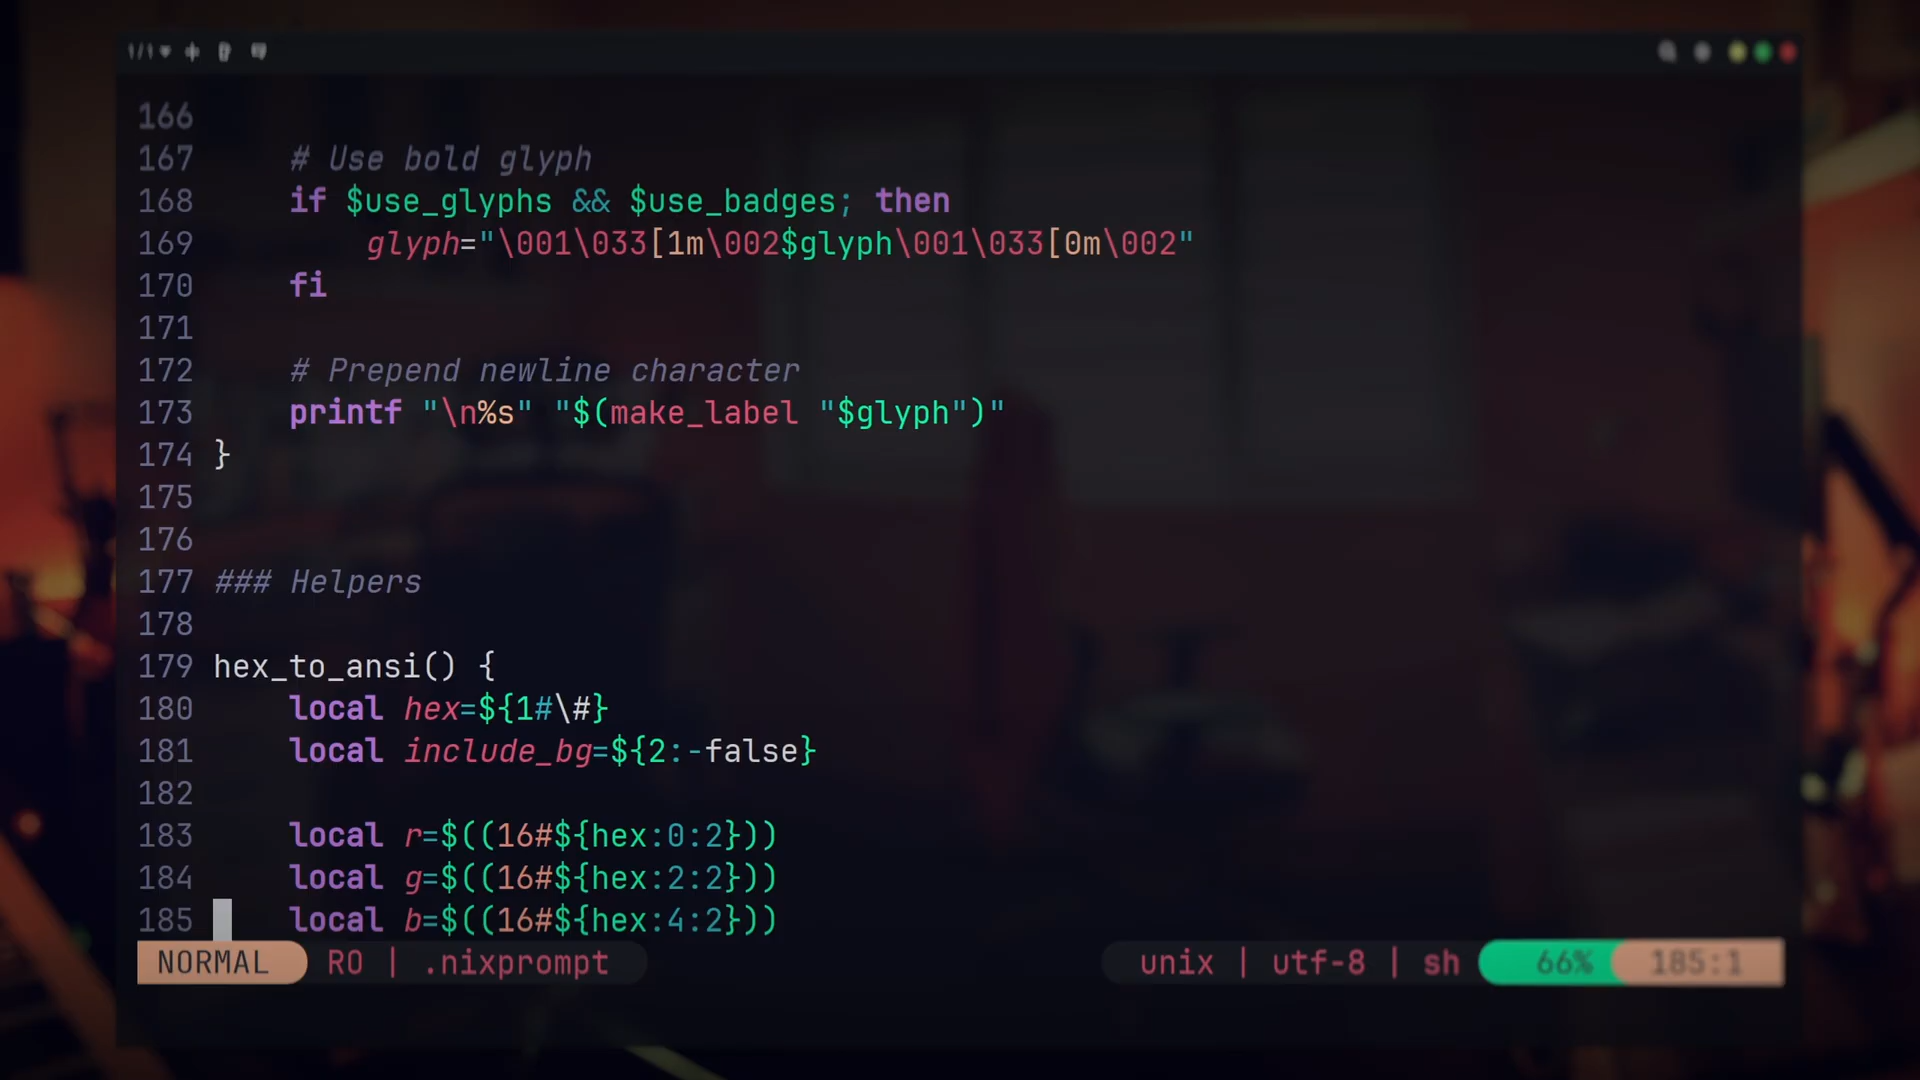 166
167     # Use bold glyph
168     if $use_glyphs && $use_badges; then
169         glyph="\001\033[1m\002$glyph\001\033[0m\002"
170     fi
171
172     # Prepend newline character
173     printf "\n%s" "$(make_label "$glyph")"
174 }
175
176
177 ### Helpers
178
179 hex_to_ansi() {
180     local hex=${1#\#}
181     local include_bg=${2:-false}
182
183     local r=$((16#${hex:0:2}))
184     local g=$((16#${hex:2:2}))
185     local b=$((16#${hex:4:2}))
NORMAL RO | .nixprompt unix | utf-8 | sh 66% 185:1